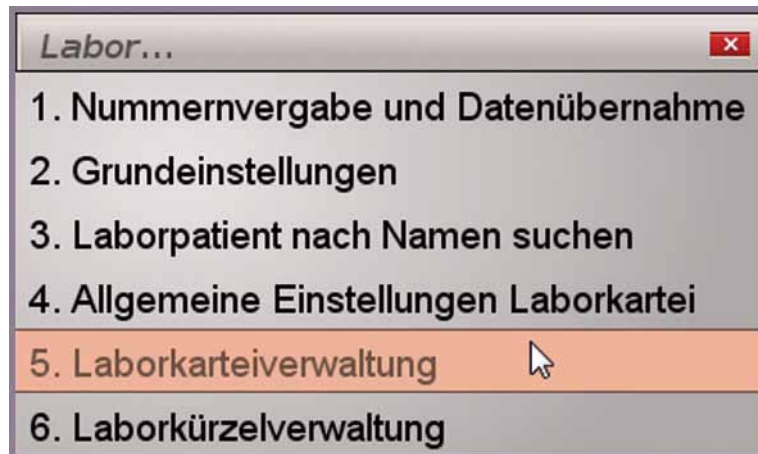 Labor...
1. Nummernvergabe und Datenübernahme
2. Grundeinstellungen
3. Laborpatient nach Namen suchen
4. Allgemeine Einstellungen Laborkartei
5. Laborkarteiverwaltung
6. Laborkürzelverwaltung